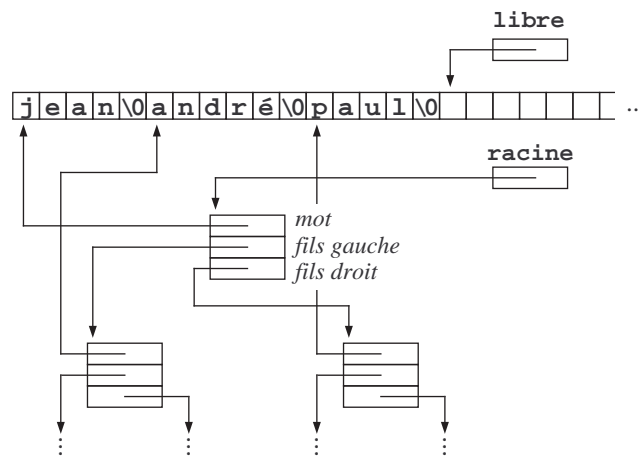 libre
jean\0andré\0paul\0 ..
racine
mot
fils gauche
fils droit